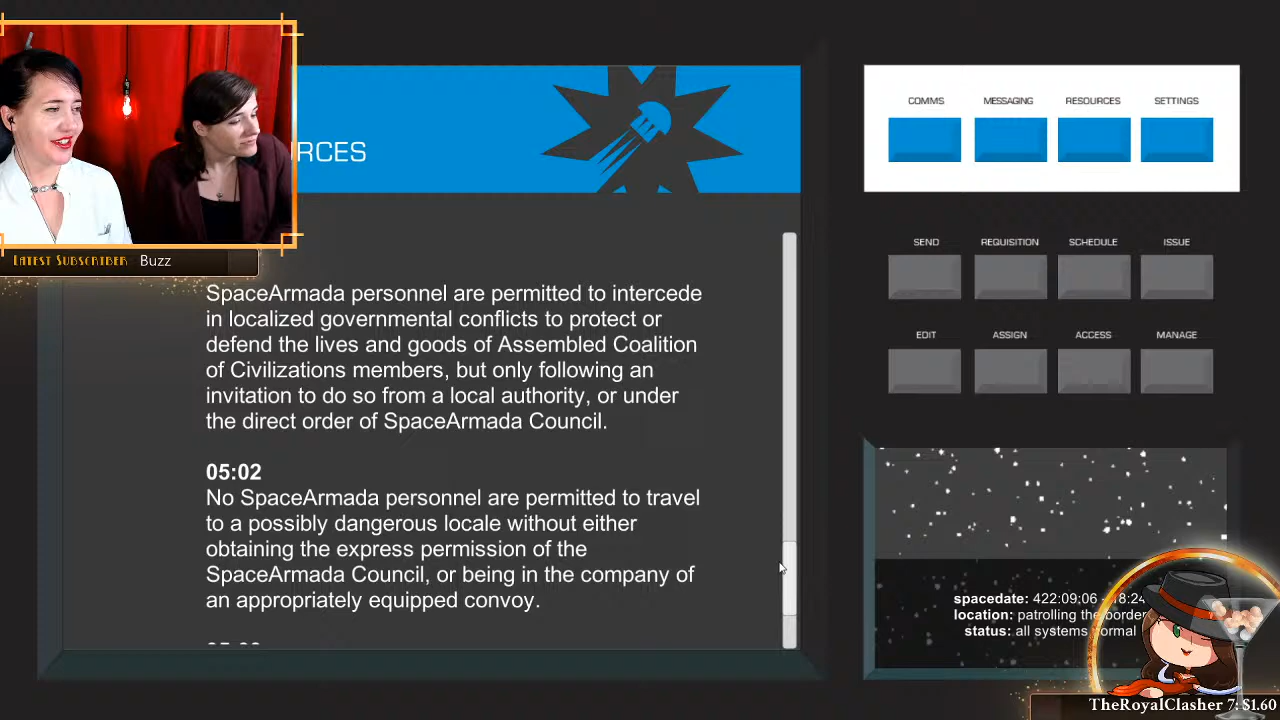 RCES
COMMS MESSAGING RESOURCES SETTINGS
LATEST SUBSCRIBER Buzz
SEND REQUISITION SCHEDULE ISSUE
EDIT ASSIGN ACCESS MANAGE
SpaceArmada personnel are permitted to intercede
in localized governmental conflicts to protect or
defend the lives and goods of Assembled Coalition
of Civilizations members, but only following an
invitation to do so from a local authority, or under
the direct order of SpaceArmada Council.
05:02
No SpaceArmada personnel are permitted to travel
to a possibly dangerous locale without either
obtaining the express permission of the
SpaceArmada Council, or being in the company of
an appropriately equipped convoy.
spacedate: 422:09:06
location: patrolling the border
status: all systems
TheRoyalClasher 7: $1.60